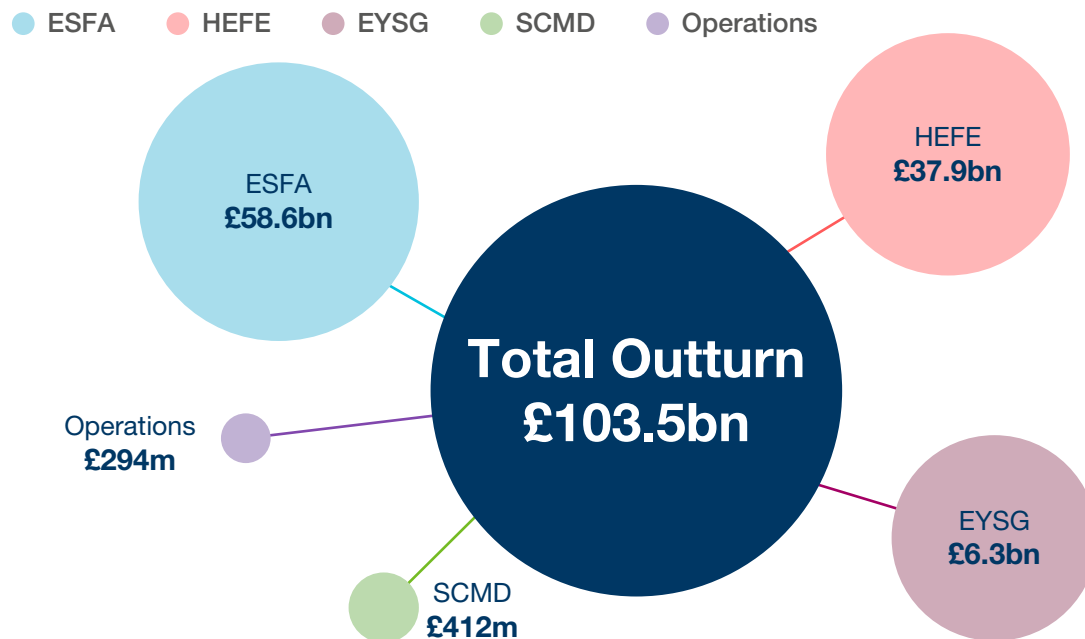 ESFA HEFE EYSG SCMD Operations
HEFE
£37.9bn
ESFA
£58.6bn
Total Outturn
£103.5bn
Operations
£294m
EYSG
£6.3bn
SCMD
£412m